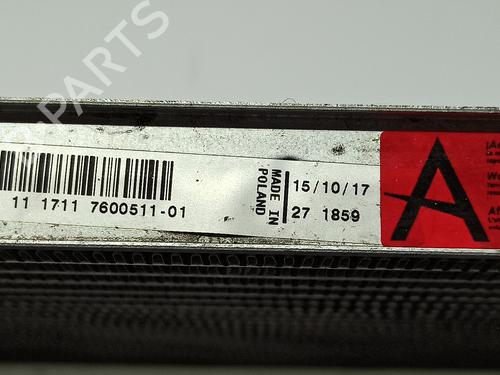 B PARTS
11 1711 7600511-01
MADE IN
POLAND
15/10/17
27 1859
A